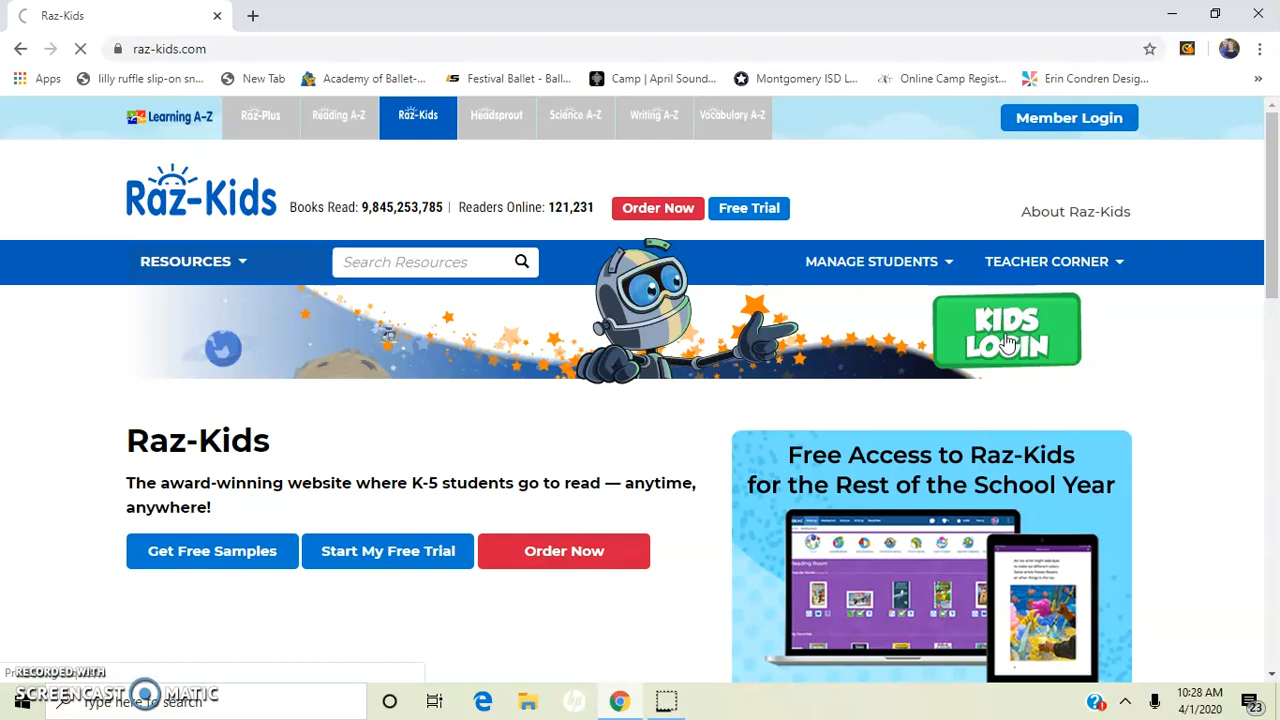 Raz-Kids
raz-kids.com
Apps lilly ruffle slip-on sn... New Tab Academy of Ballet-... Festival Ballet - Ball... Camp | April Sound... Montgomery ISD L... Online Camp Regist... Erin Condren Desig... »
Learning A-Z Raz-Plus Reading A-Z Raz-Kids Headsprout Science A-Z Writing A-Z Vocabulary A-Z Member Login
Raz-Kids Books Read: 9,845,253,785 | Readers Online: 121,231 Order Now Free Trial About Raz-Kids
RESOURCES Search Resources MANAGE STUDENTS TEACHER CORNER
KIDS
LOGIN
Raz-Kids
The award-winning website where K-5 students go to read — anytime,
anywhere!
Get Free Samples Start My Free Trial Order Now
Free Access to Raz-Kids
for the Rest of the School Year
Reading Room
RECORDED WITH
SCREENCAST MATIC
Type here to search
10:28 AM
4/1/2020
23